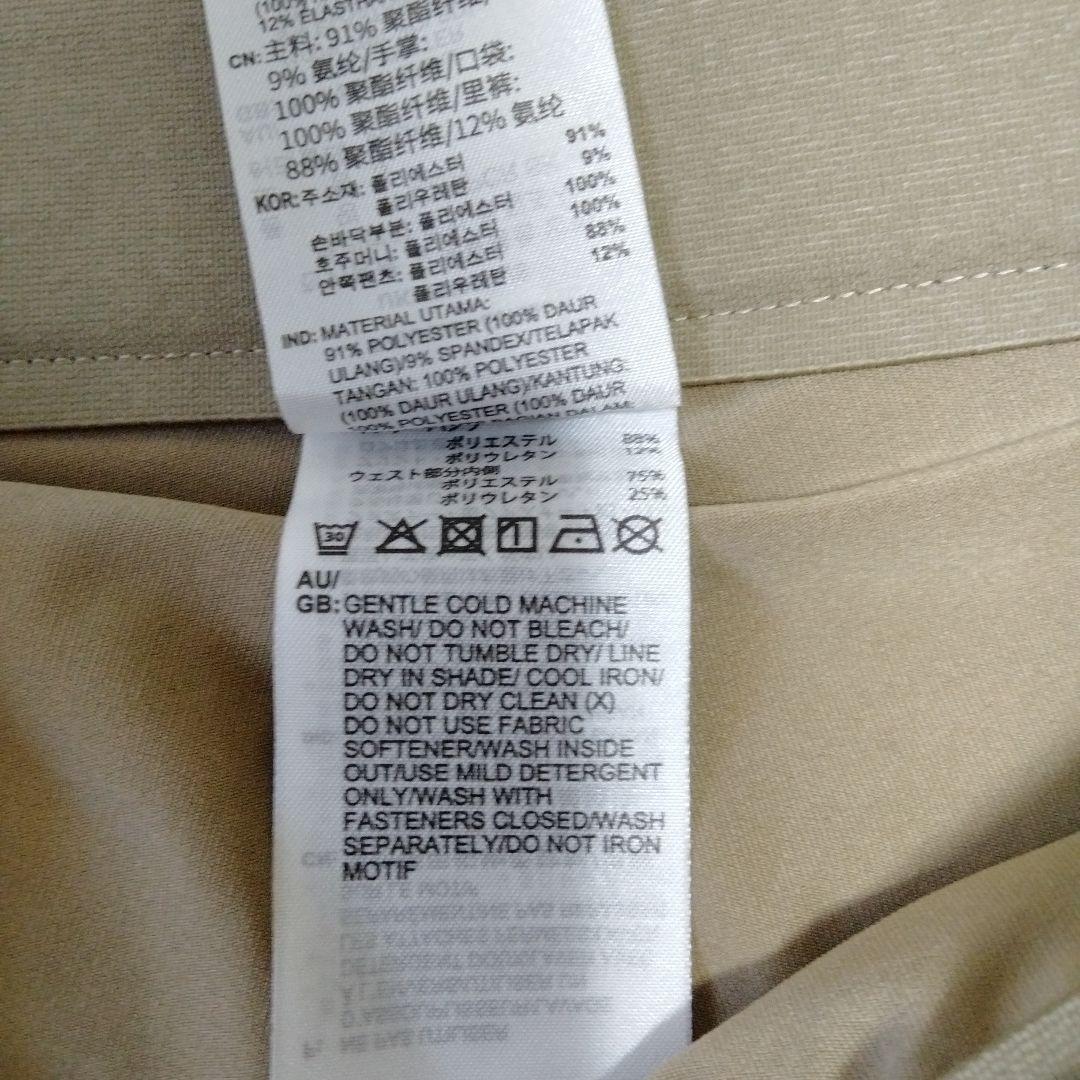 (100%
12% ELASTHAN
CN: 主料: 91% 聚酯纤维/
9% 氨纶/手掌:
100% 聚酯纤维/口袋:
100% 聚酯纤维/里裤:
88% 聚酯纤维/12% 氨纶
KOR: 주소재: 폴리에스터 91%
폴리우레탄 9%
손바닥부분: 폴리에스터 100%
호주머니: 폴리에스터 100%
안쪽팬츠: 폴리에스터 88%
폴리우레탄 12%
IND: MATERIAL UTAMA:
91% POLYESTER (100% DAUR
ULANG)/9% SPANDEX/TELAPAK
TANGAN: 100% POLYESTER
(100% DAUR ULANG)/KANTUNG:
100% POLYESTER (100% DAUR
ポリエステル 88%
ポリウレタン 12%
ウェスト部分内側
ポリエステル 75%
ポリウレタン 25%
30
AU/
GB: GENTLE COLD MACHINE
WASH/ DO NOT BLEACH/
DO NOT TUMBLE DRY/ LINE
DRY IN SHADE/ COOL IRON/
DO NOT DRY CLEAN (X)
DO NOT USE FABRIC
SOFTENER/WASH INSIDE
OUT/USE MILD DETERGENT
ONLY/WASH WITH
FASTENERS CLOSED/WASH
SEPARATELY/DO NOT IRON
MOTIF